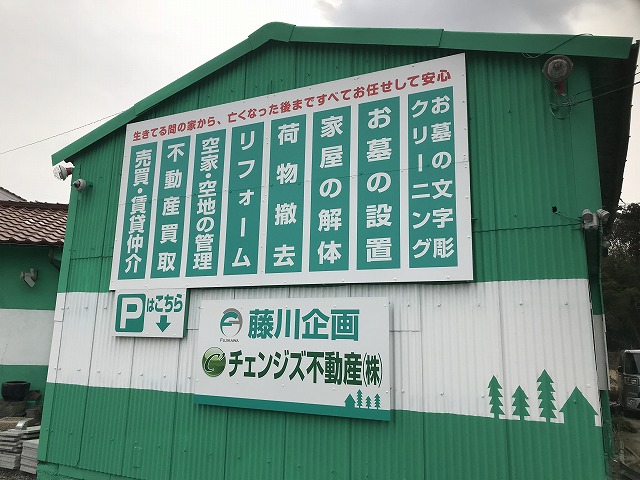 生きてる間の家から、亡くなった後まですべてお任せして安心
お墓の文字彫
クリーニング
お墓の設置
家屋の解体
荷物撤去
リフォーム
空家・空地の管理
不動産買取
売買・賃貸仲介
Pはこちら
藤川企画
FUJIKAWA
チェンジズ不動産(株)